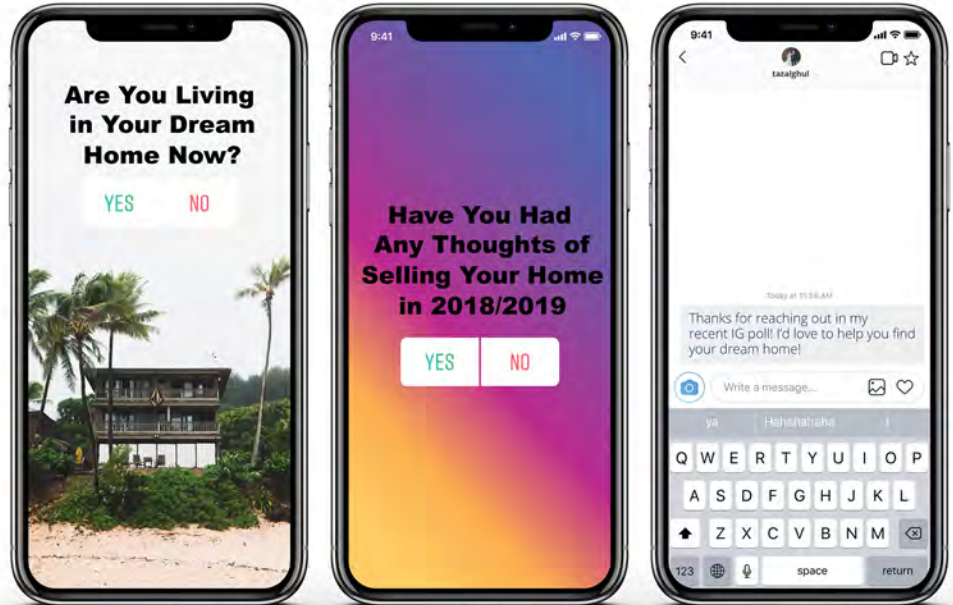 Are You Living
in Your Dream
Home Now?
YES NO
9:41
Have You Had
Any Thoughts of
Selling Your Home
in 2018/2019
YES NO
9:41
tazalghul
Today at 11:56 AM
Thanks for reaching out in my
recent IG poll! I'd love to help you find
your dream home!
Write a message...
ya Hahahahaha I
Q W E R T Y U I O P
A S D F G H J K L
Z X C V B N M
123 space return